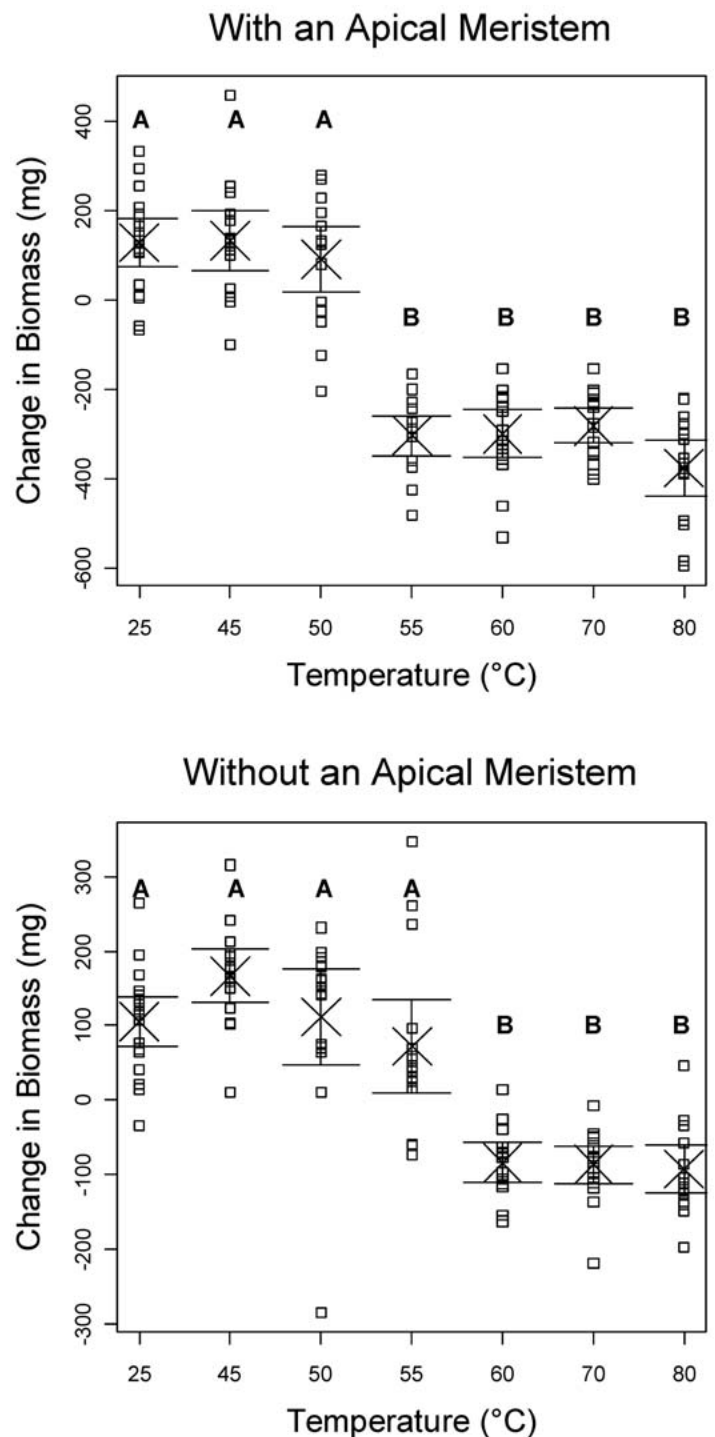 With an Apical Meristem
A A A
B B B B
400
200
0
-200
-400
-600
Change in Biomass (mg)
25 45 50 55 60 70 80
Temperature (°C)
Without an Apical Meristem
A A A A
B B B
300
200
100
0
-100
-200
-300
Change in Biomass (mg)
25 45 50 55 60 70 80
Temperature (°C)